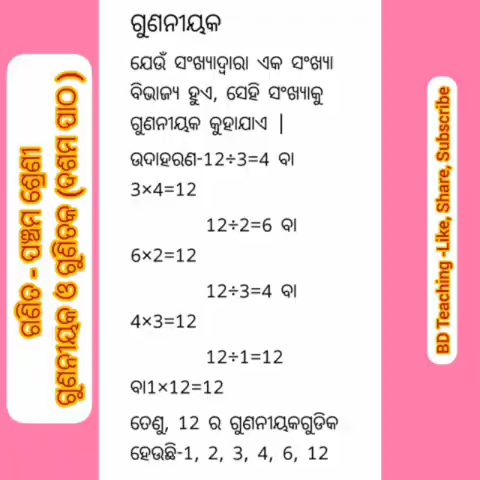 ଗଣିତ - ପଞ୍ଚମ ଶ୍ରେଣୀ
ଗୁଣନୀୟକ ଓ ଗୁଣିତକ (ଦଶମ ପାଠ)
ଗୁଣନୀୟକ
ଯେଉଁ ସଂଖ୍ୟାଦ୍ୱାରା ଏକ ସଂଖ୍ୟା
ବିଭାଜ୍ୟ ହୁଏ, ସେହି ସଂଖ୍ୟାକୁ
ଗୁଣନୀୟକ କୁହାଯାଏ |
ଉଦାହରଣ-12÷3=4 ବା
3×4=12
12÷2=6 ବା
6×2=12
12÷3=4 ବା
4×3=12
12÷1=12
ବା1×12=12
ତେଣୁ, 12 ର ଗୁଣନୀୟକଗୁଡିକ
ହେଉଛି-1, 2, 3, 4, 6, 12
BD Teaching -Like, Share, Subscribe